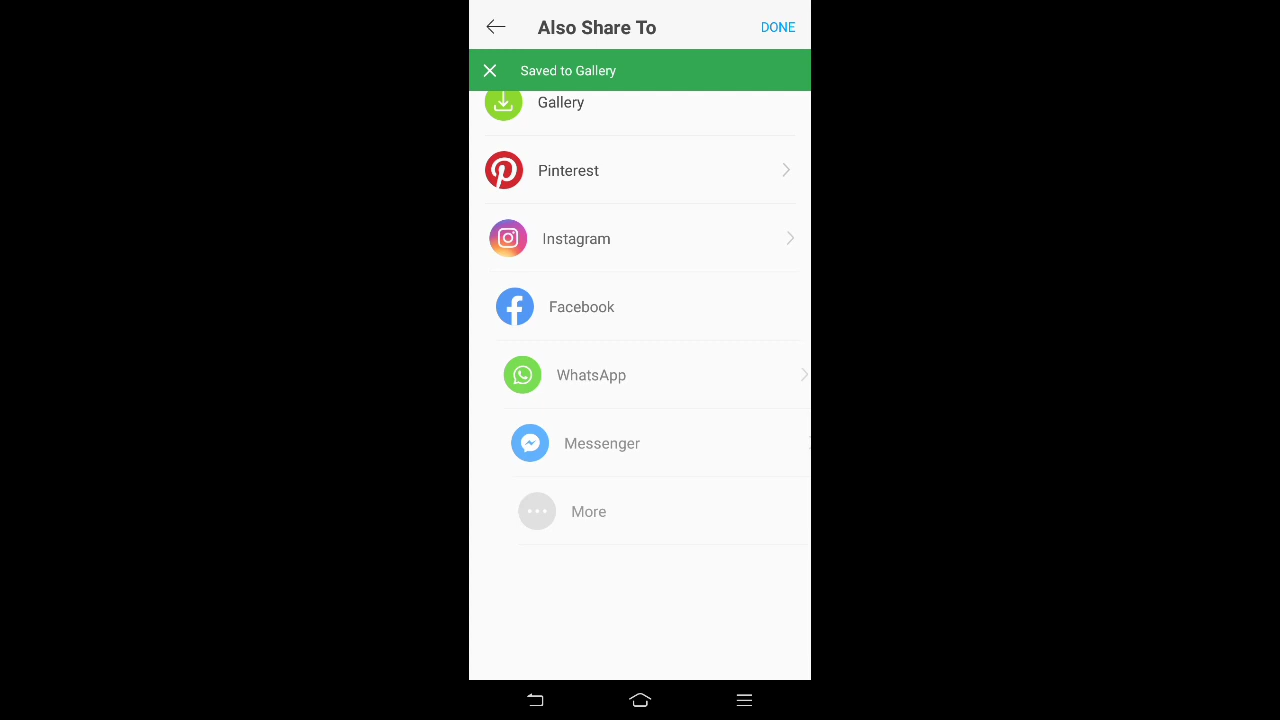 Also Share To
DONE
Saved to Gallery
Gallery
Pinterest
Instagram
Facebook
WhatsApp
Messenger
More